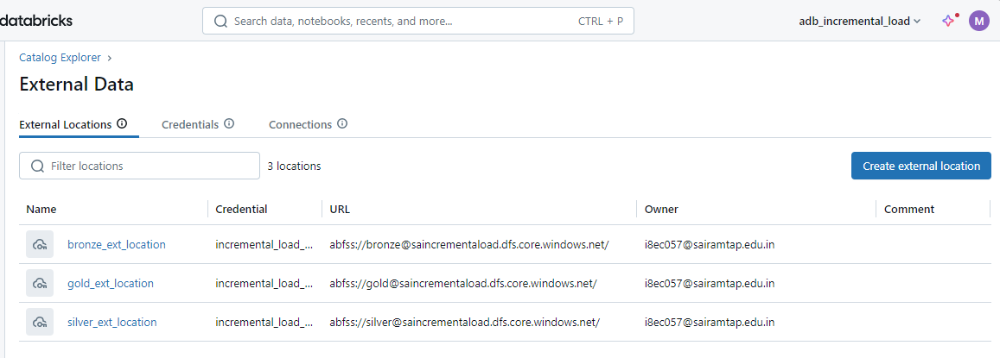 databricks
Search data, notebooks, recents, and more... CTRL + P
adb_incremental_load
M
Catalog Explorer >
External Data
External Locations
Credentials
Connections
Filter locations
3 locations
Create external location
Name Credential URL Owner Comment
bronze_ext_location incremental_load_... abfss://bronze@saincrementaload.dfs.core.windows.net/ i8ec057@sairamtap.edu.in
gold_ext_location incremental_load_... abfss://gold@saincrementaload.dfs.core.windows.net/ i8ec057@sairamtap.edu.in
silver_ext_location incremental_load_... abfss://silver@saincrementaload.dfs.core.windows.net/ i8ec057@sairamtap.edu.in